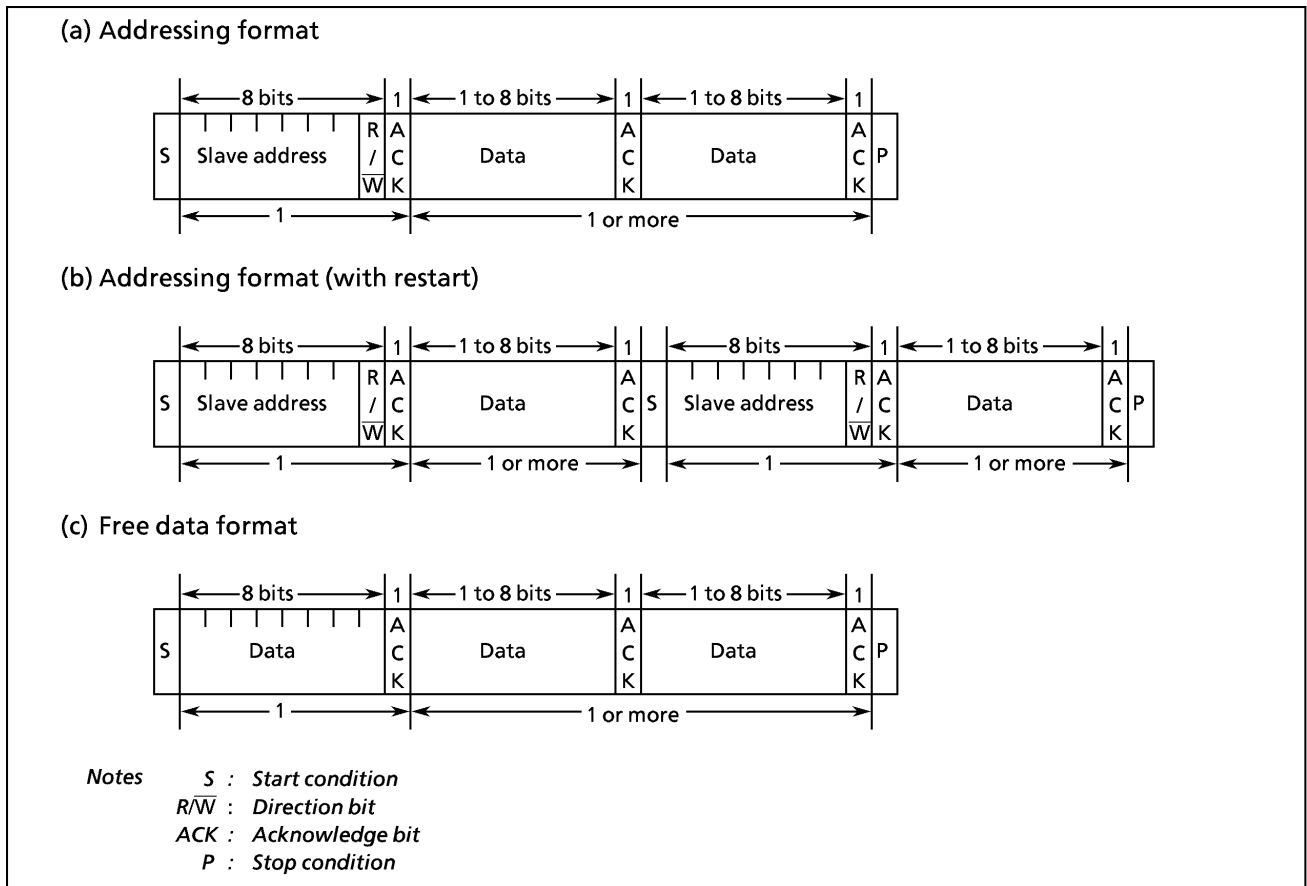 (a) Addressing format
8 bits 1 1 to 8 bits 1 1 to 8 bits 1
S Slave address R/W ACK Data ACK Data ACK P
1 1 or more
(b) Addressing format (with restart)
8 bits 1 1 to 8 bits 1 8 bits 1 1 to 8 bits 1
S Slave address R/W ACK Data ACK S Slave address R/W ACK Data ACK P
1 1 or more 1 1 or more
(c) Free data format
8 bits 1 1 to 8 bits 1 1 to 8 bits 1
S Data ACK Data ACK Data ACK P
1 1 or more
Notes S : Start condition
R/W̅ : Direction bit
ACK : Acknowledge bit
P : Stop condition